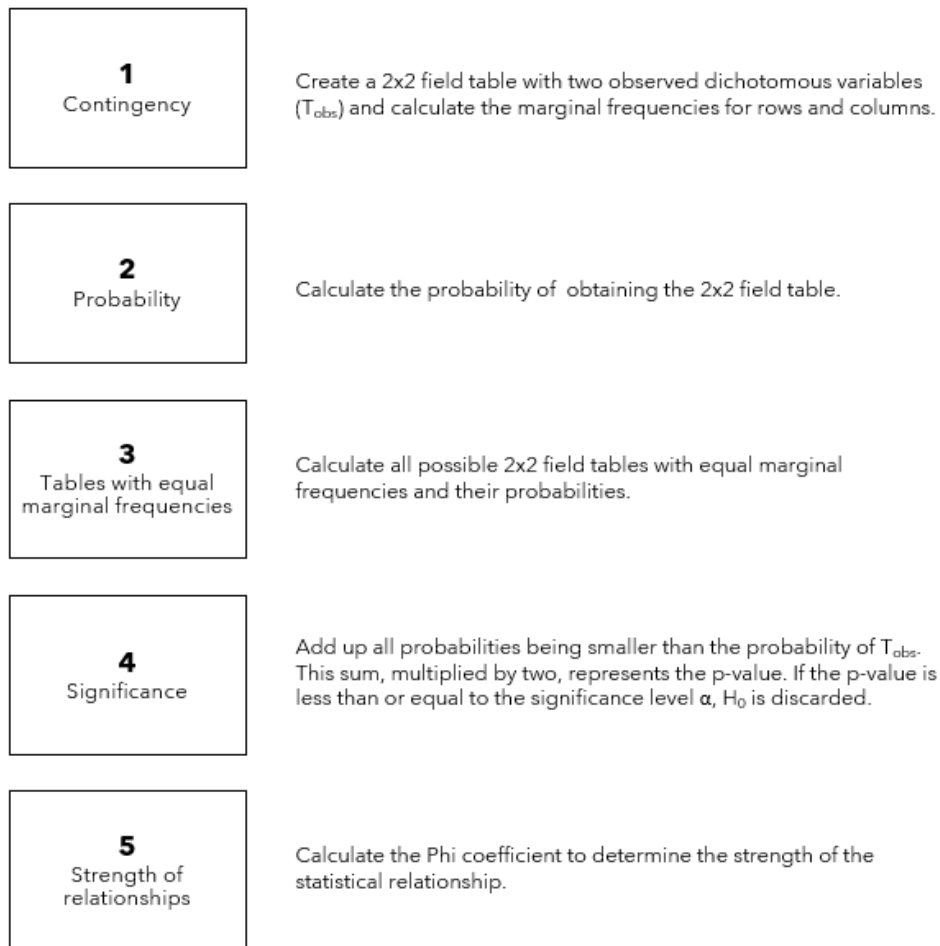 1
Contingency
Create a 2x2 field table with two observed dichotomous variables
(Tobs) and calculate the marginal frequencies for rows and columns.
2
Probability
Calculate the probability of obtaining the 2x2 field table.
3
Tables with equal
marginal frequencies
Calculate all possible 2x2 field tables with equal marginal
frequencies and their probabilities.
4
Significance
Add up all probabilities being smaller than the probability of Tobs.
This sum, multiplied by two, represents the p-value. If the p-value is
less than or equal to the significance level α, H0 is discarded.
5
Strength of
relationships
Calculate the Phi coefficient to determine the strength of the
statistical relationship.